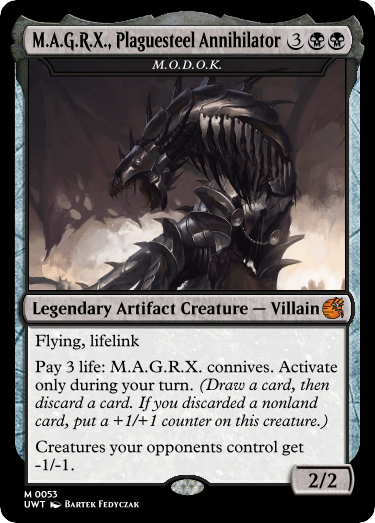 M.A.G.R.X., Plaguesteel Annihilator 3
M.O.D.O.K.
Legendary Artifact Creature — Villain
Flying, lifelink
Pay 3 life: M.A.G.R.X. connives. Activate
only during your turn. (Draw a card, then
discard a card. If you discarded a nonland
card, put a +1/+1 counter on this creature.)
Creatures your opponents control get
-1/-1.
2/2
M 0053
UWT Bartek Fedyczak